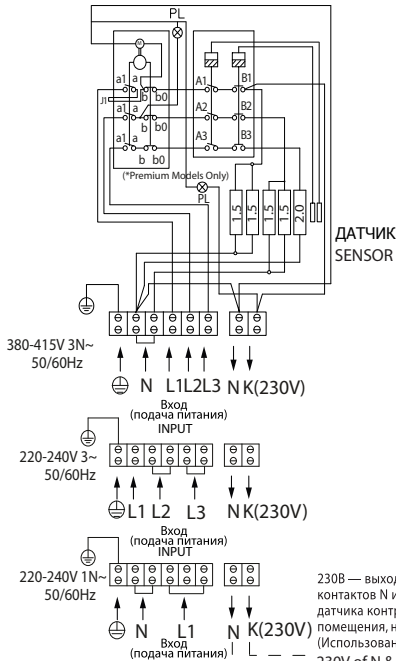 PL
M
a1 a
A1
B1
J1
b b0
a1 a
A2
B2
b b0
a1 a
A3
B3
b b0
(*Premium Models Only)
PL
1.5
1.5
1.5
1.5
2.0
ДАТЧИК
SENSOR
380-415V 3N~
50/60Hz
N L1L2L3 N K(230V)
Вход
(подача питания)
INPUT
220-240V 3~
50/60Hz
L1 L2 L3 N K(230V)
Вход
(подача питания)
INPUT
220-240V 1N~
50/60Hz
N L1 N K(230V)
Вход
(подача питания)
230В — выход
контактов N и
датчика контр
помещения, н
(Использован
230V of N &